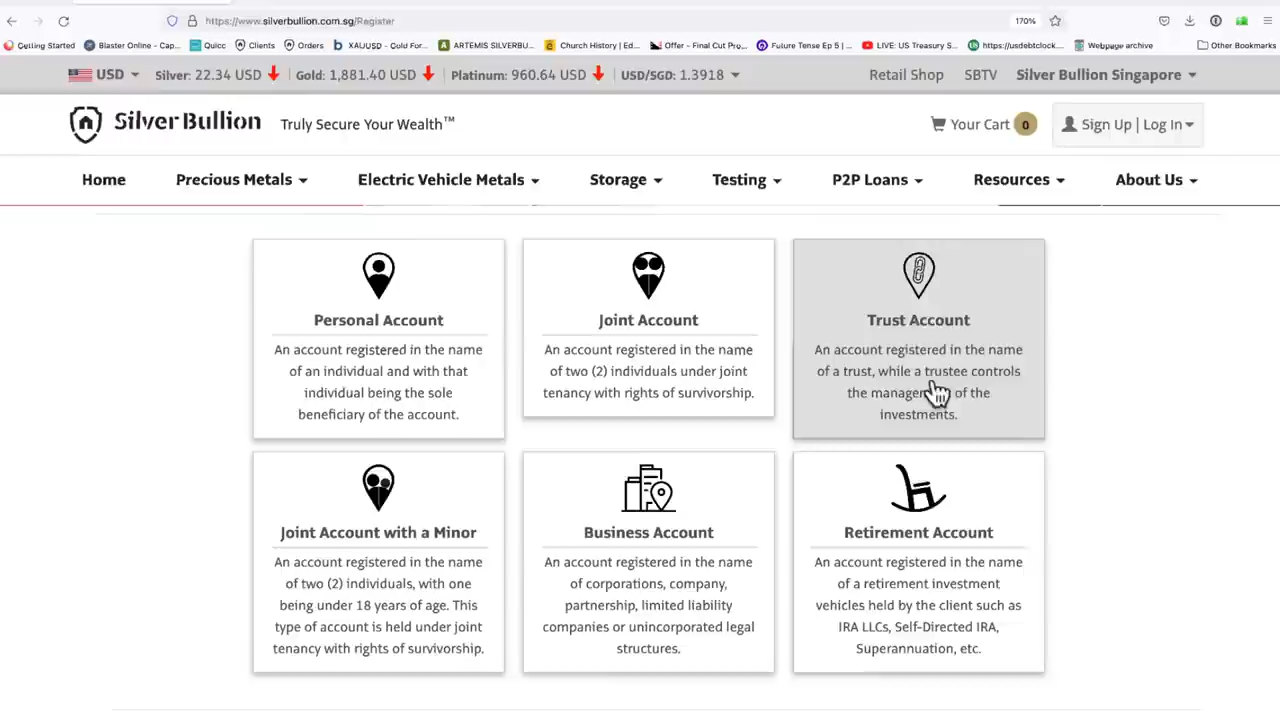 https://www.silverbullion.com.sg/Register
170%
Getting Started
Blaster Online - Cap...
Quicc
Clients
Orders
XAUUSD - Gold For...
ARTEMIS SILVERBU...
Church History | Ed...
Offer - Final Cut Pro...
Future Tense Ep 5 | ...
LIVE: US Treasury S...
https://usdebtclock....
Webpage archive
Other Bookmarks
USD
Silver: 22.34 USD
Gold: 1,881.40 USD
Platinum: 960.64 USD
USD/SGD: 1.3918
Retail Shop
SBTV
Silver Bullion Singapore
Silver Bullion
Truly Secure Your Wealth™
Your Cart 0
Sign Up | Log In
Home
Precious Metals
Electric Vehicle Metals
Storage
Testing
P2P Loans
Resources
About Us
Personal Account
An account registered in the name
of an individual and with that
individual being the sole
beneficiary of the account.
Joint Account
An account registered in the name
of two (2) individuals under joint
tenancy with rights of survivorship.
Trust Account
An account registered in the name
of a trust, while a trustee controls
the manage of the
investments.
Joint Account with a Minor
An account registered in the name
of two (2) individuals, with one
being under 18 years of age. This
type of account is held under joint
tenancy with rights of survivorship.
Business Account
An account registered in the name
of corporations, company,
partnership, limited liability
companies or unincorporated legal
structures.
Retirement Account
An account registered in the name
of a retirement investment
vehicles held by the client such as
IRA LLCs, Self-Directed IRA,
Superannuation, etc.